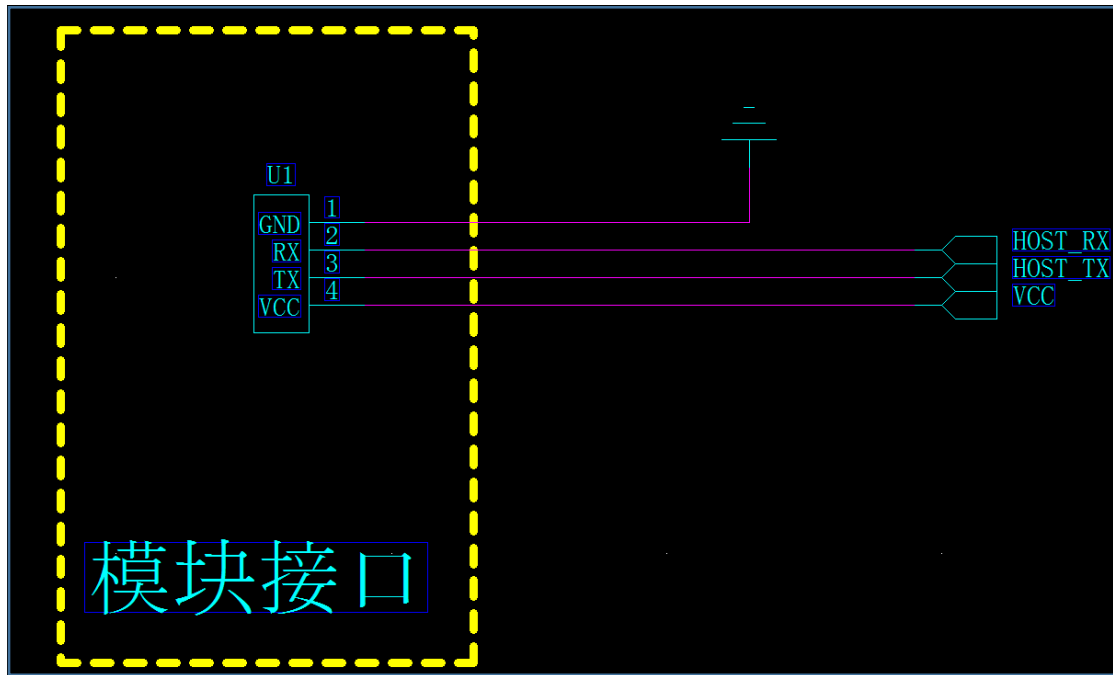 U1
GND 1
RX 2 HOST_RX
TX 3 HOST_TX
VCC 4 VCC
模块接口